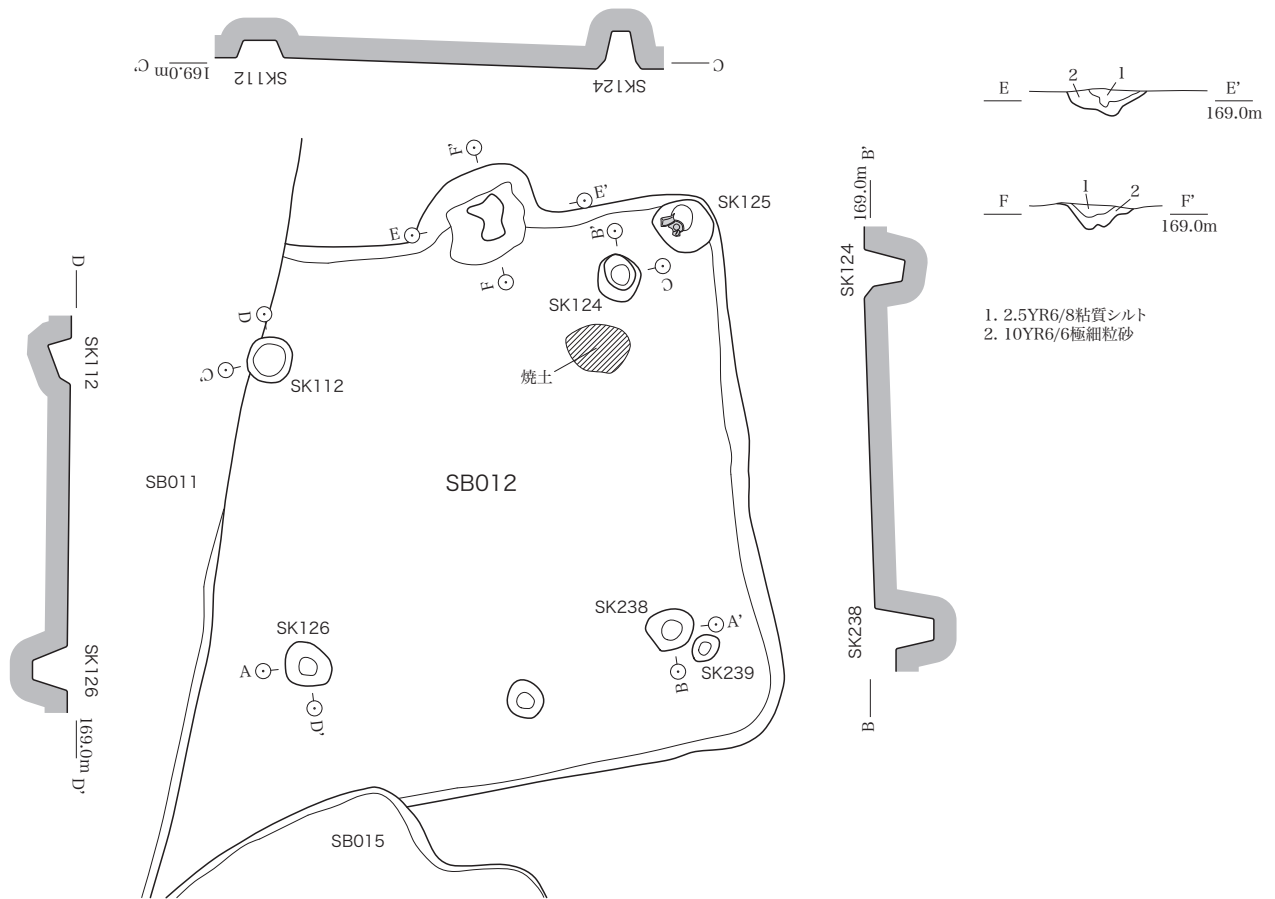 C'
169.0m
SK112
SK124
C
E
2
1
E'
169.0m
F
1
2
F'
169.0m
1. 2.5YR6/8粘質シルト
2. 10YR6/6極細粒砂
F'
E'
E
B'
SK125
C
F
SK124
D
C'
SK112
焼土
SB011
SB012
SK238
A'
SK239
B
SK126
A
D'
SB015
D
SK112
SK126
169.0m
D'
B'
169.0m
SK124
SK238
B